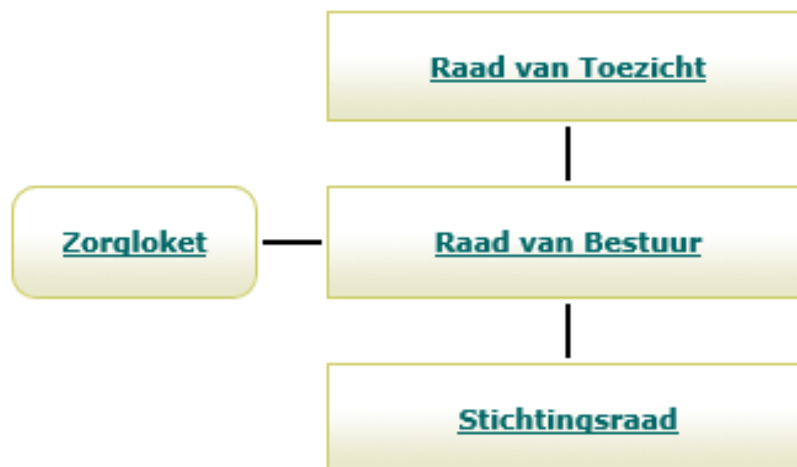 Raad van Toezicht
Zorgloket
Raad van Bestuur
Stichtingsraad